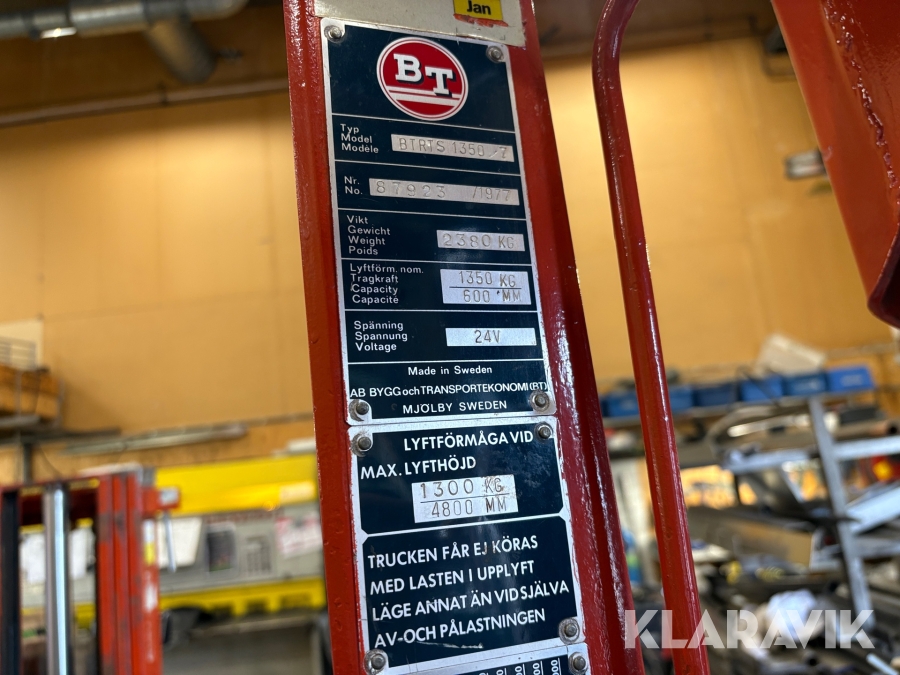 Jan
BT
Typ
Model
Modèle
BTRTS 1350/7
Nr.
No.
87923 /1977
Vikt
Gewicht
Weight
Poids
2380 KG
Lyftförm. nom.
Tragkraft
Capacity
Capacité
1350 KG
600 MM
Spänning
Spannung
Voltage
24V
Made in Sweden
AB BYGG och TRANSPORTEKONOMI (BT)
MJÖLBY SWEDEN
LYFTFÖRMÅGA VID
MAX. LYFTHÖJD
1300 KG
4800 MM
TRUCKEN FÅR EJ KÖRAS
MED LASTEN I UPPLYFT
LÄGE ANNAT ÄN VID SJÄLVA
AV-OCH PÅLASTNINGEN
KLARAVIK